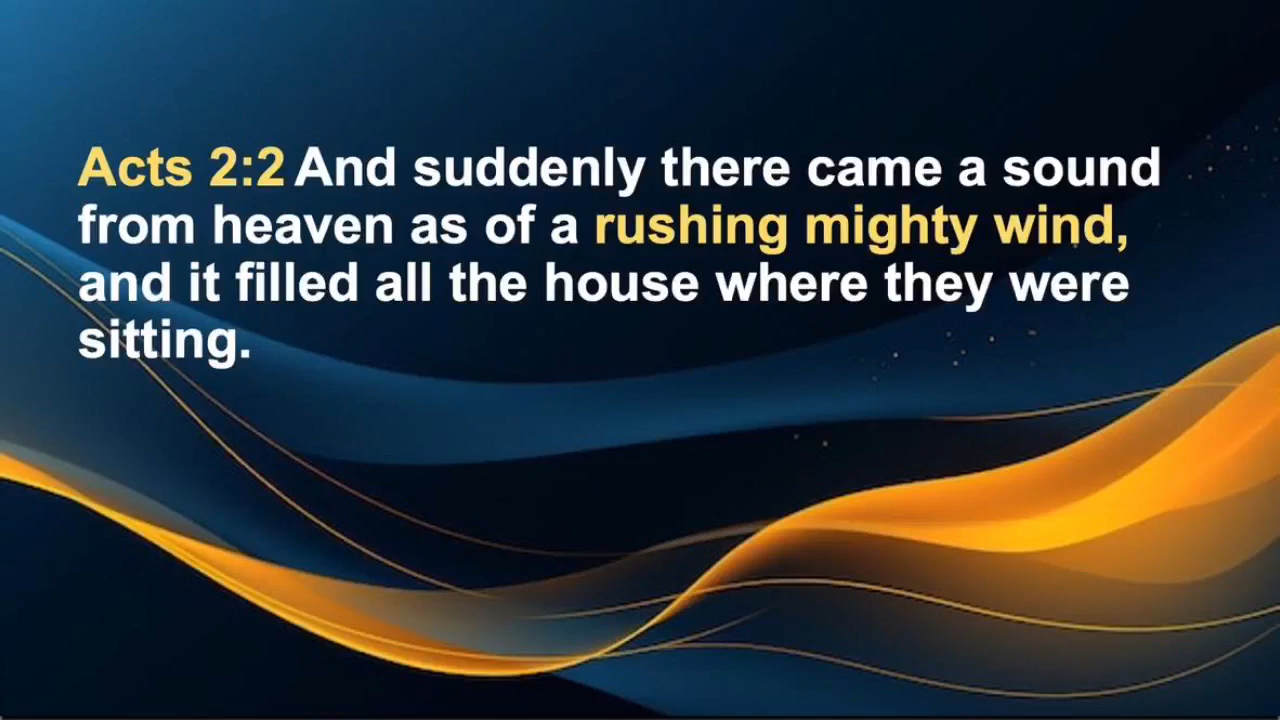 Acts 2:2 And suddenly there came a sound
from heaven as of a rushing mighty wind,
and it filled all the house where they were
sitting.